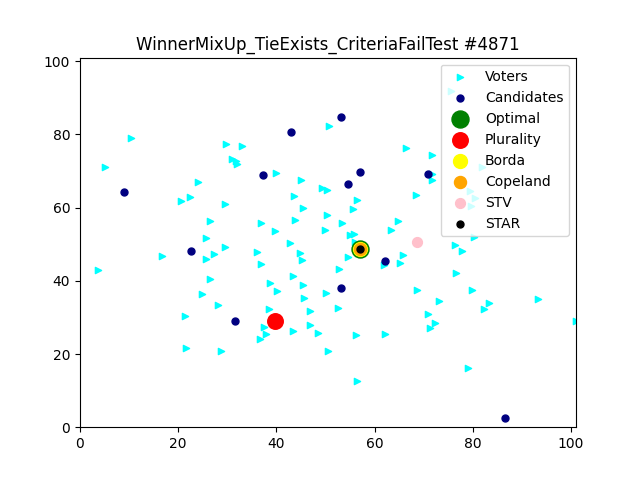 WinnerMixUp_TieExists_CriteriaFailTest #4871
100
80
60
40
20
0
0 20 40 60 80 100
Voters
Candidates
Optimal
Plurality
Borda
Copeland
STV
STAR